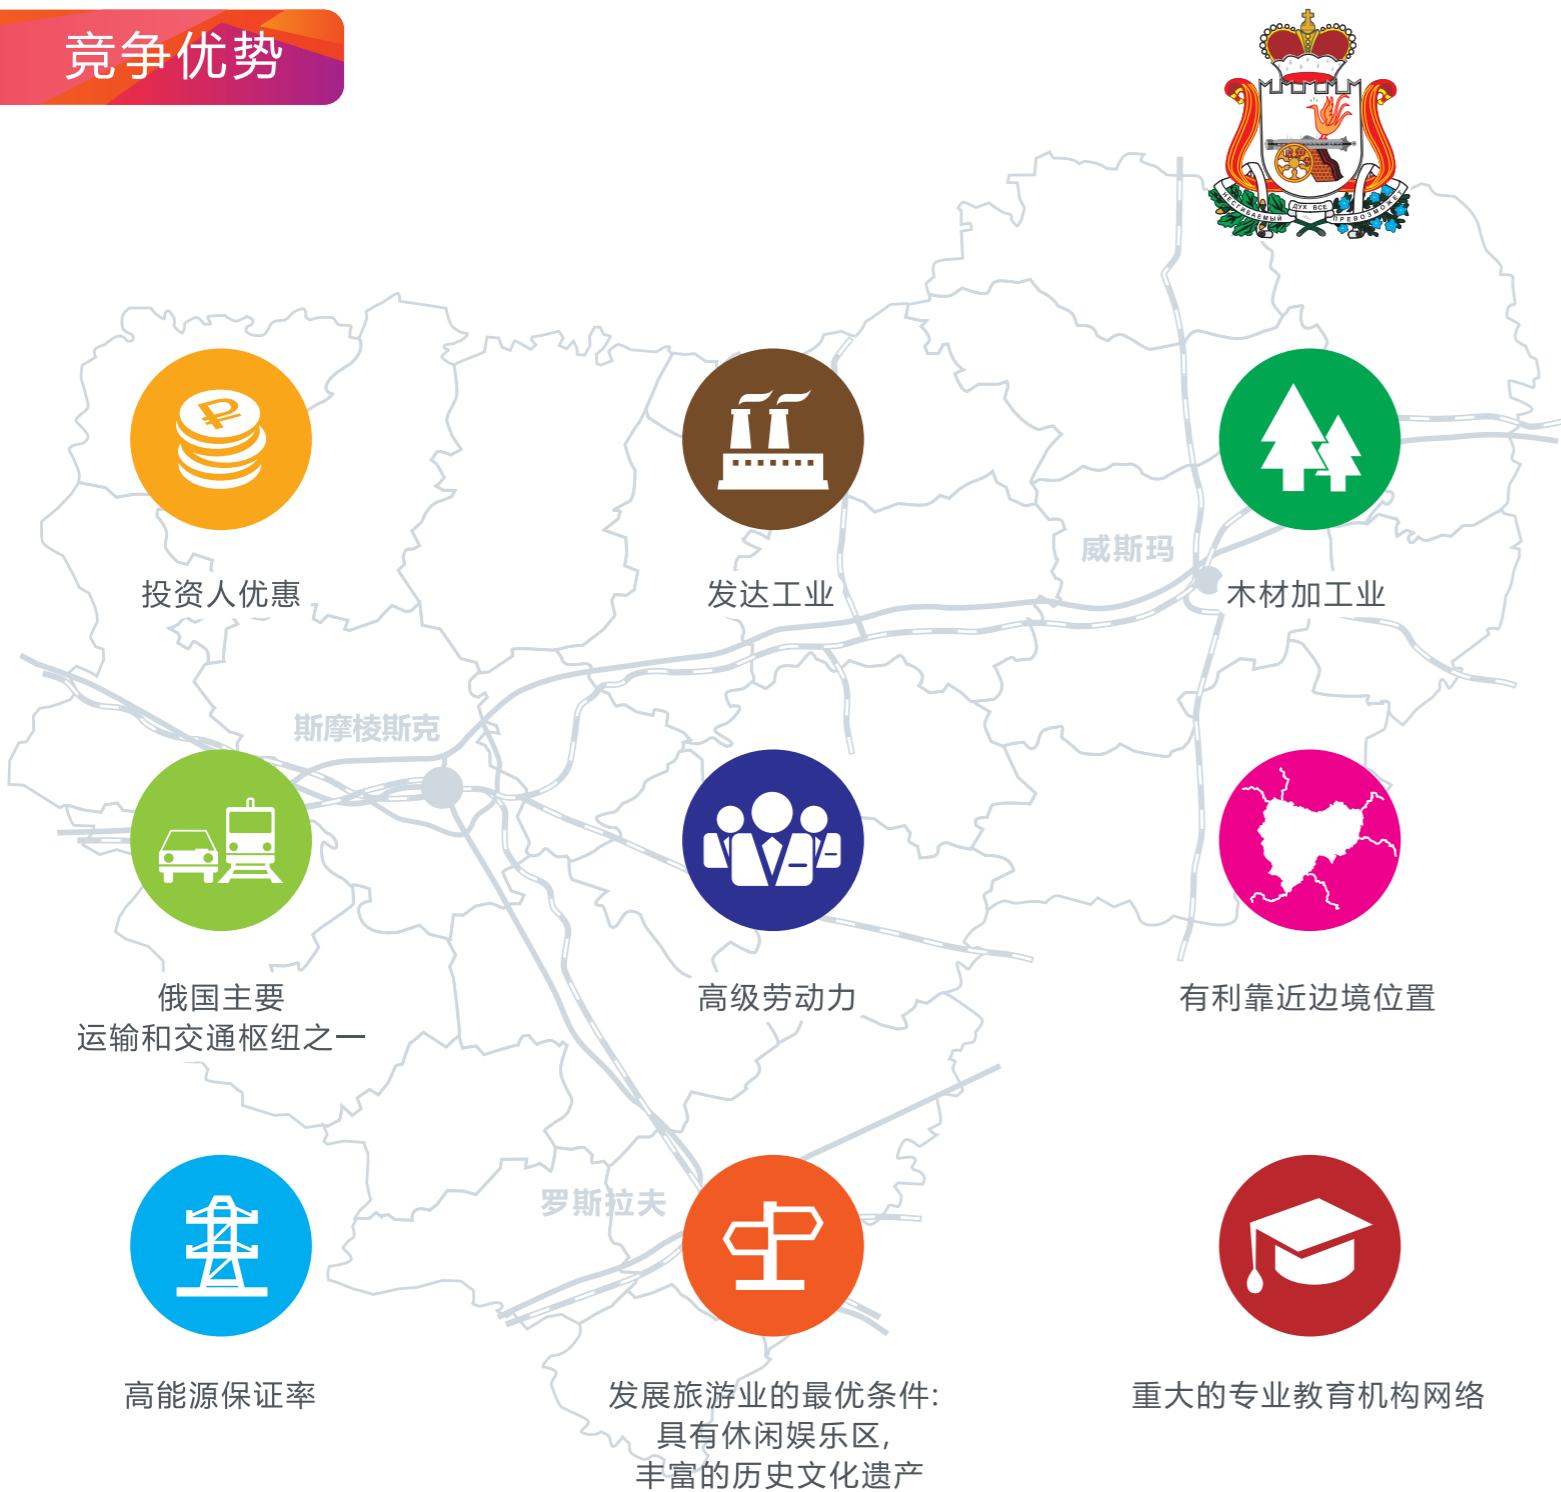 竞争优势
НЕСГИБАЕМЫЙ ДУХ ВСЕ ПРЕВОЗМОЖЕТ
投资人优惠
发达工业
威斯玛
木材加工业
斯摩棱斯克
俄国主要
运输和交通枢纽之一
高级劳动力
有利靠近边境位置
罗斯拉夫
高能源保证率
发展旅游业的最优条件:
具有休闲娱乐区,
丰富的历史文化遗产
重大的专业教育机构网络